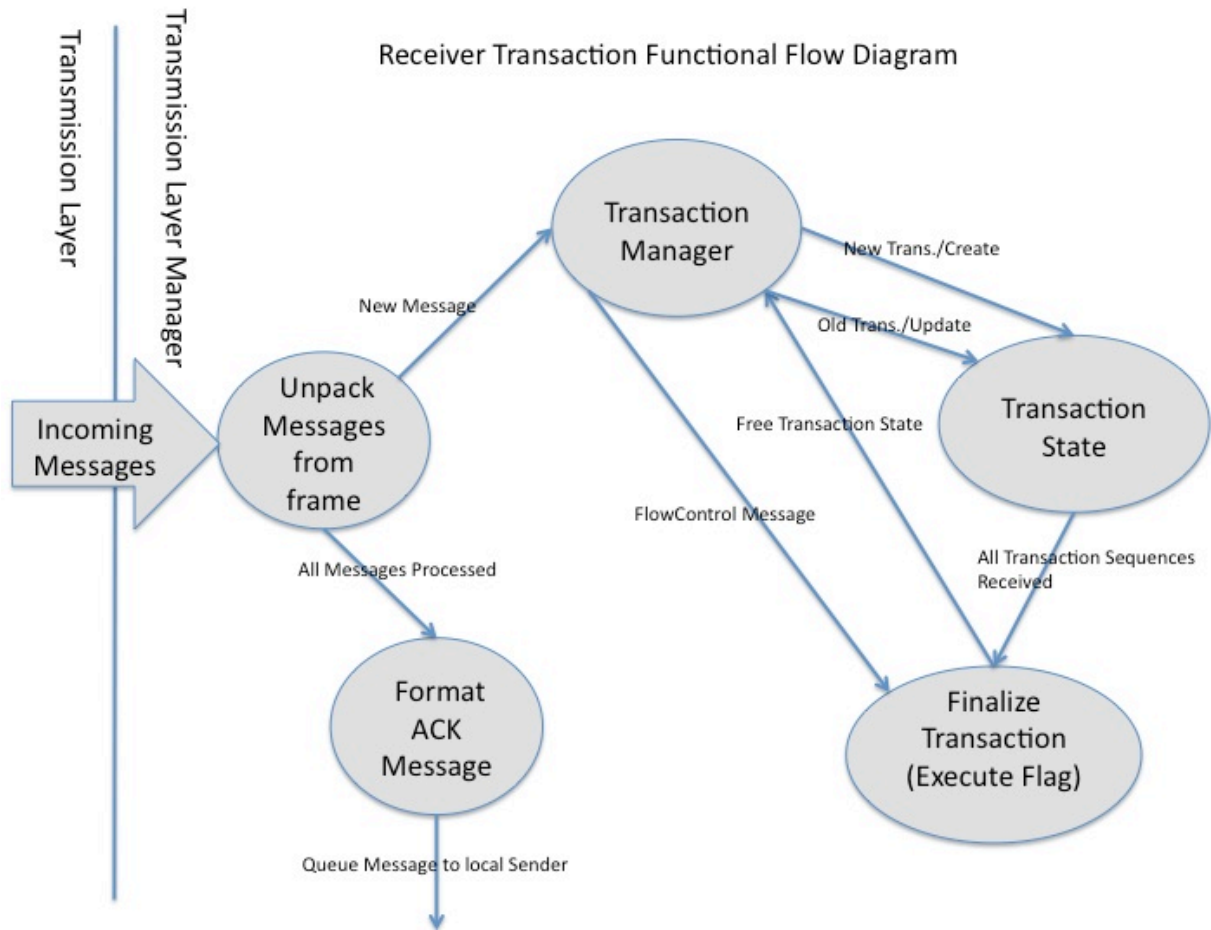 Receiver Transaction Functional Flow Diagram
Transmission Layer
Transmission Layer Manager
Transaction
Manager
New Trans./Create
New Message
Old Trans./Update
Unpack
Messages
from
frame
Incoming
Messages
Transaction
State
Free Transaction State
FlowControl Message
All Messages Processed
All Transaction Sequences
Received
Format
ACK
Message
Finalize
Transaction
(Execute Flag)
Queue Message to local Sender